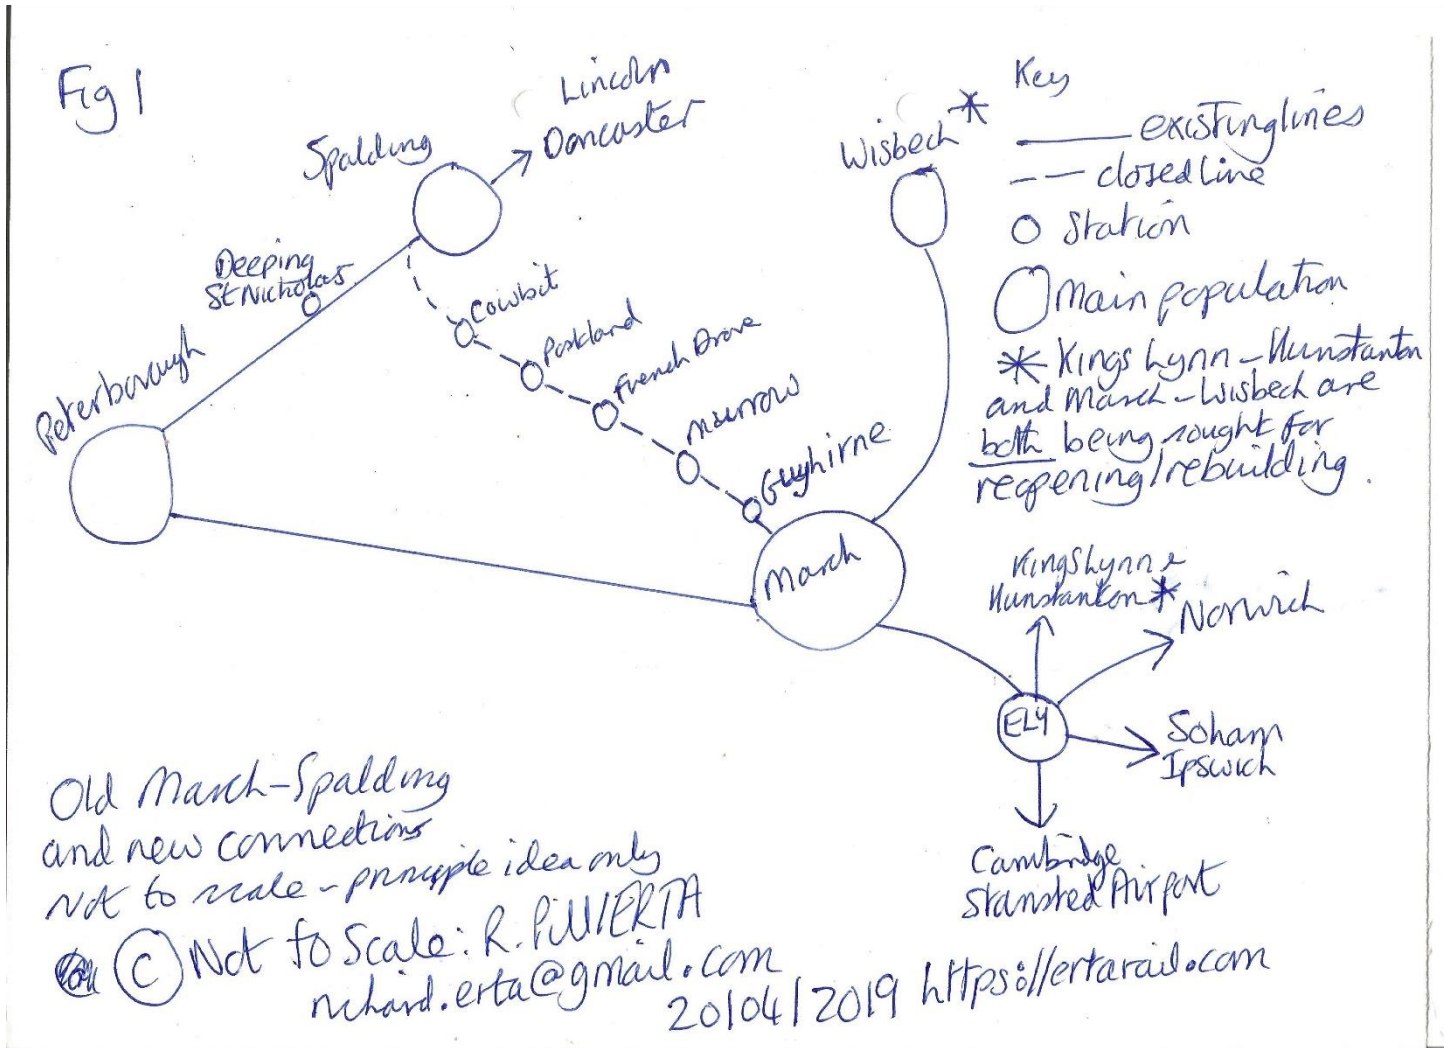 Fig 1
Lincoln
Doncaster
Spalding
Wisbech *
Deeping
St Nicholas
Peterborough
Cowbit
Postland
French Drove
Murrow
Guyhirne
March
Key
existing lines
closed line
Station
Main population
* Kings Lynn - Hunstanton
and March - Wisbech are
both being sought for
reopening/rebuilding.
Kings Lynn &
Hunstanton *
Norwich
ELY
Soham
Ipswich
Cambridge
Stansted Airport
Old March-Spalding
and new connections
Not to scale - principle idea only
© Not to Scale: R. Pill/ERTA
richard.erta@gmail.com
20/04/2019 https://ertarail.com